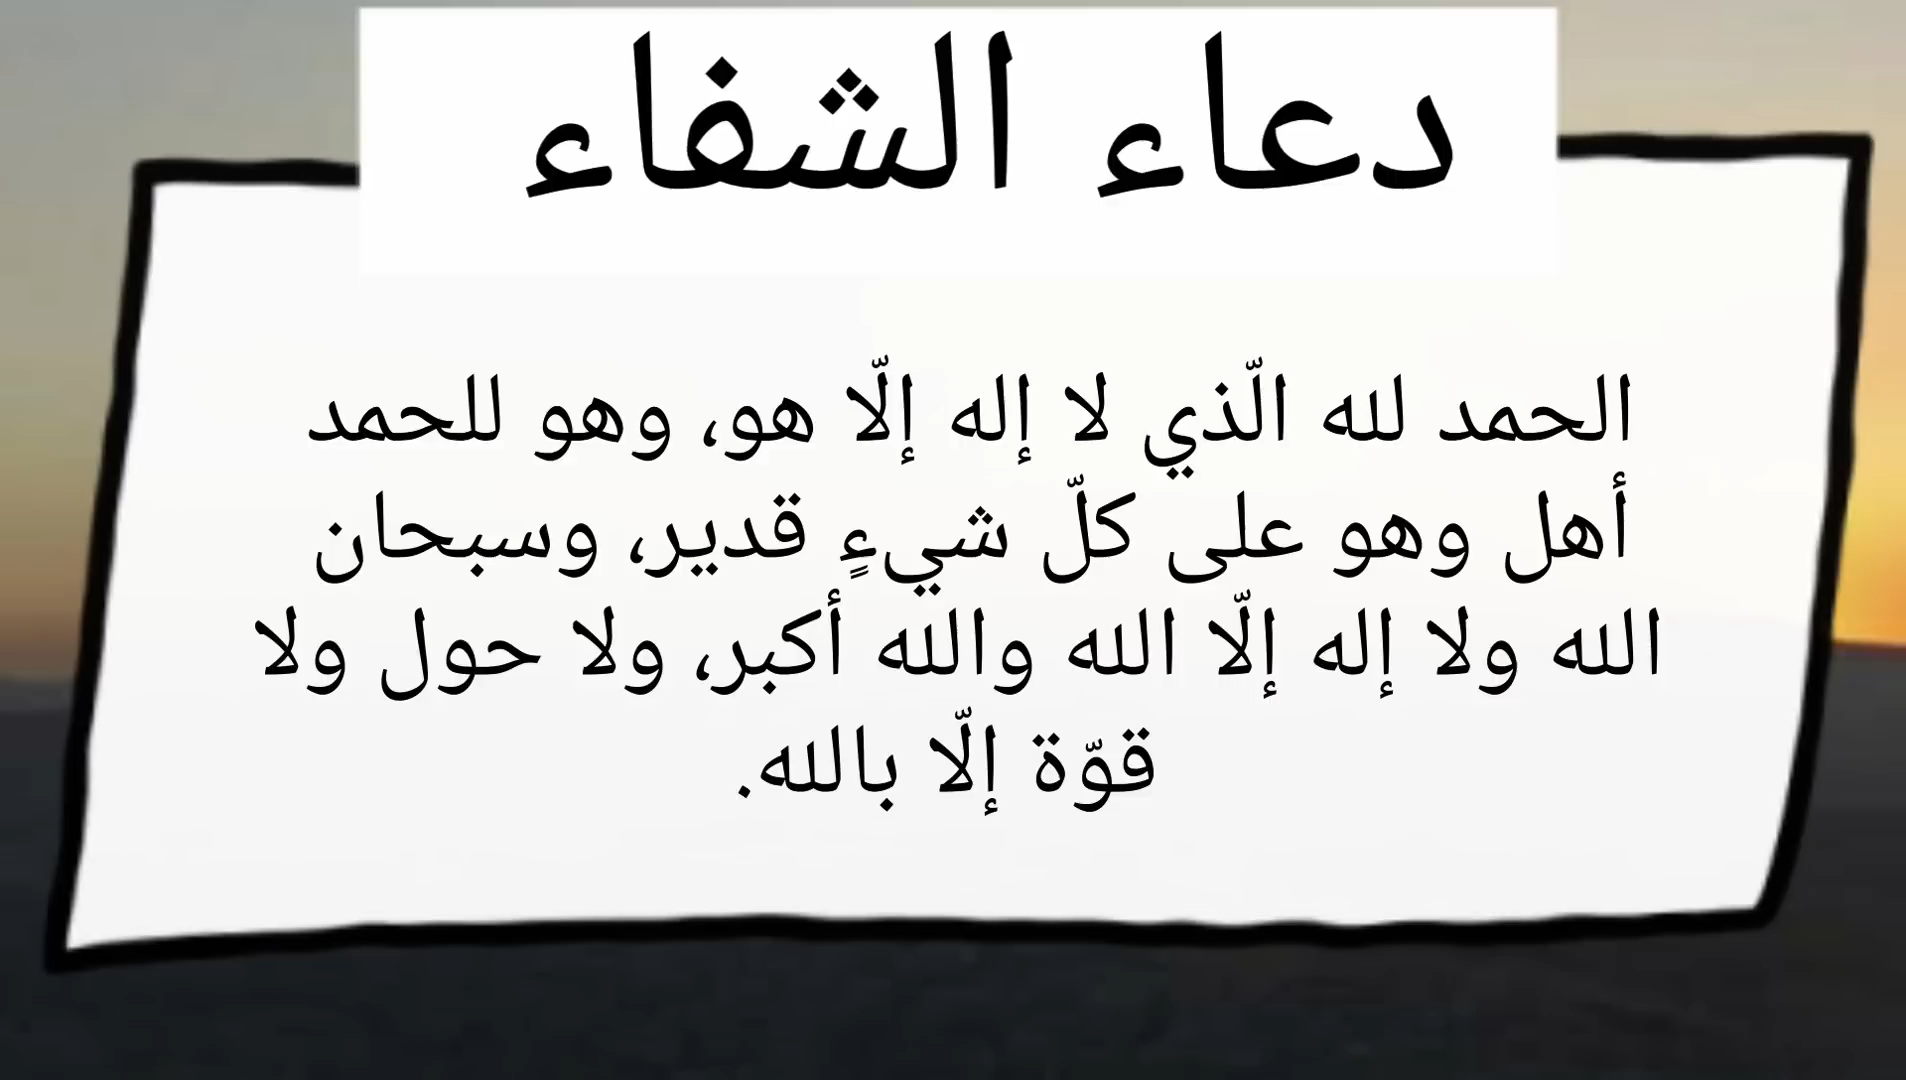 دعاء الشفاء
الحمد لله الّذي لا إله إلّا هو، وهو للحمد
أهل وهو على كلّ شيءٍ قدير، وسبحان
الله ولا إله إلّا الله والله أكبر، ولا حول ولا
قوّة إلّا بالله.